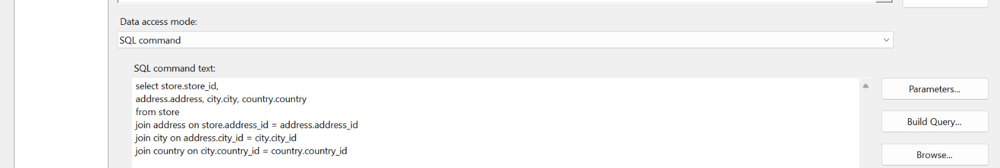 Data access mode:
SQL command
SQL command text:
select store.store_id,
address.address, city.city, country.country
from store
join address on store.address_id = address.address_id
join city on address.city_id = city.city_id
join country on city.country_id = country.country_id
Parameters...
Build Query...
Browse...